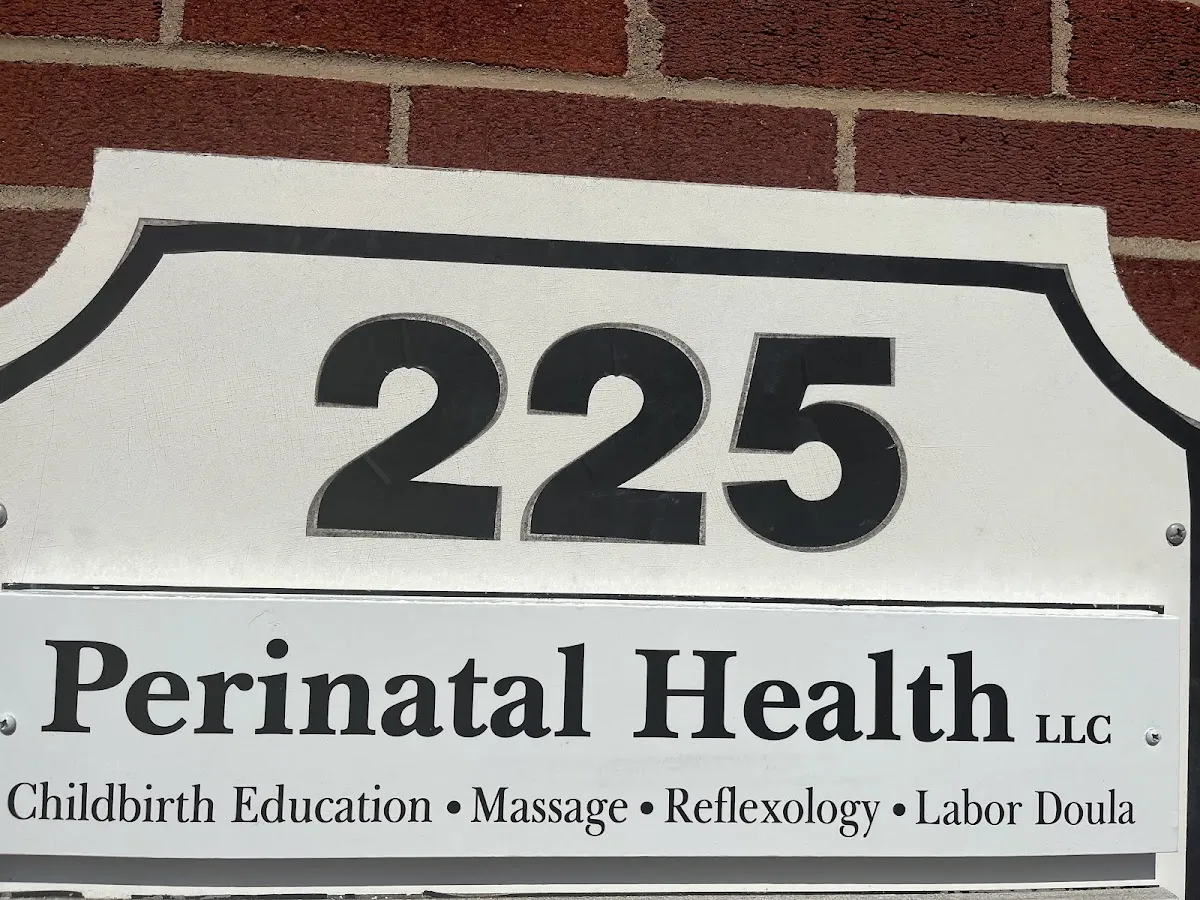 225
Perinatal Health LLC
Childbirth Education • Massage • Reflexology • Labor Doula